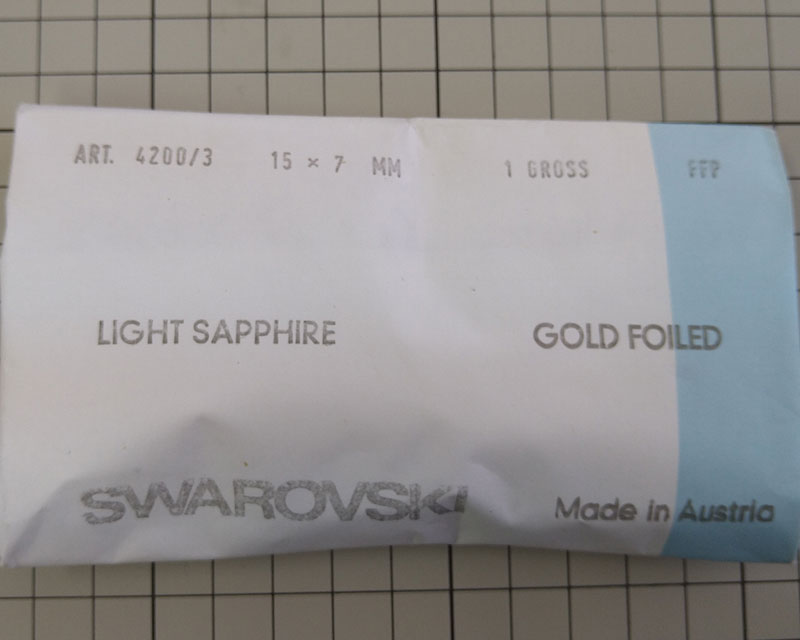 ART. 4200/3 15 × 7 MM 1 GROSS FFP
LIGHT SAPPHIRE GOLD FOILED
SWAROVSKI Made in Austria